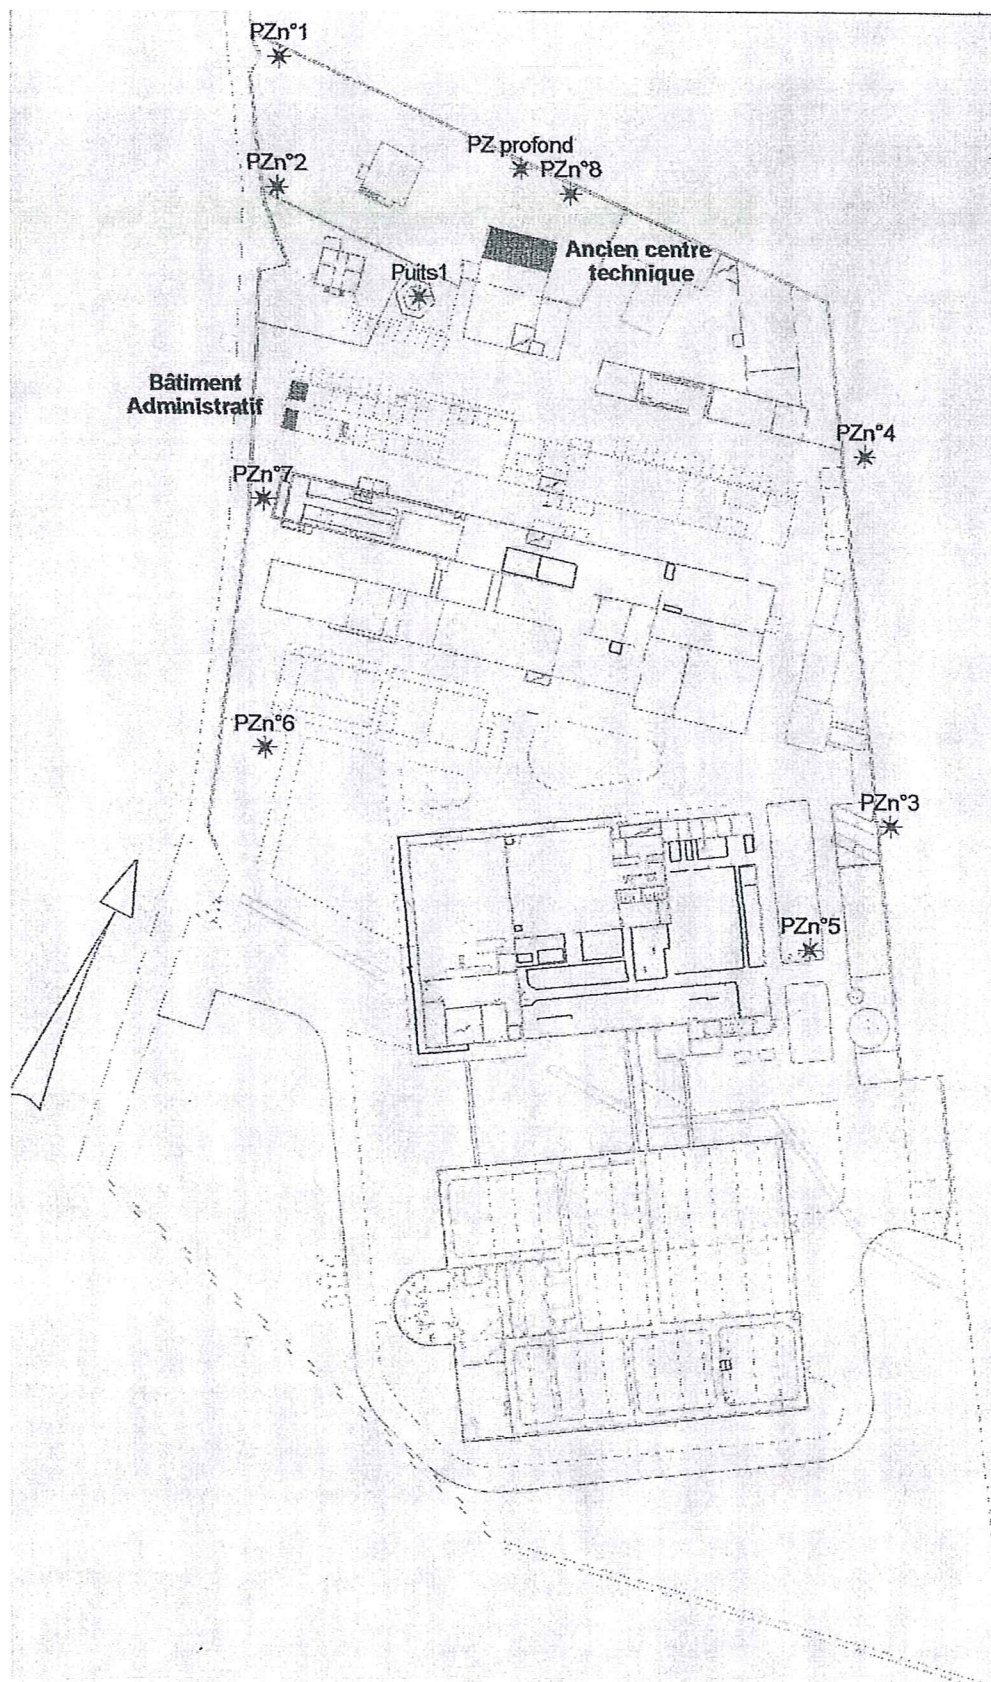 PZn°1
PZ profond
PZn°2
PZn°8
Ancien centre
technique
Puits1
Bâtiment
Administratif
PZn°4
PZn°7
PZn°6
PZn°3
PZn°5